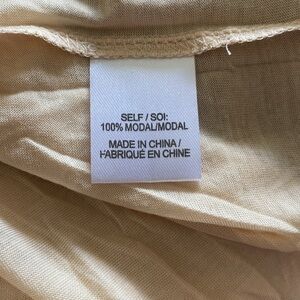 SELF / SOI:
100% MODAL/MODAL
MADE IN CHINA /
FABRIQUÉ EN CHINE